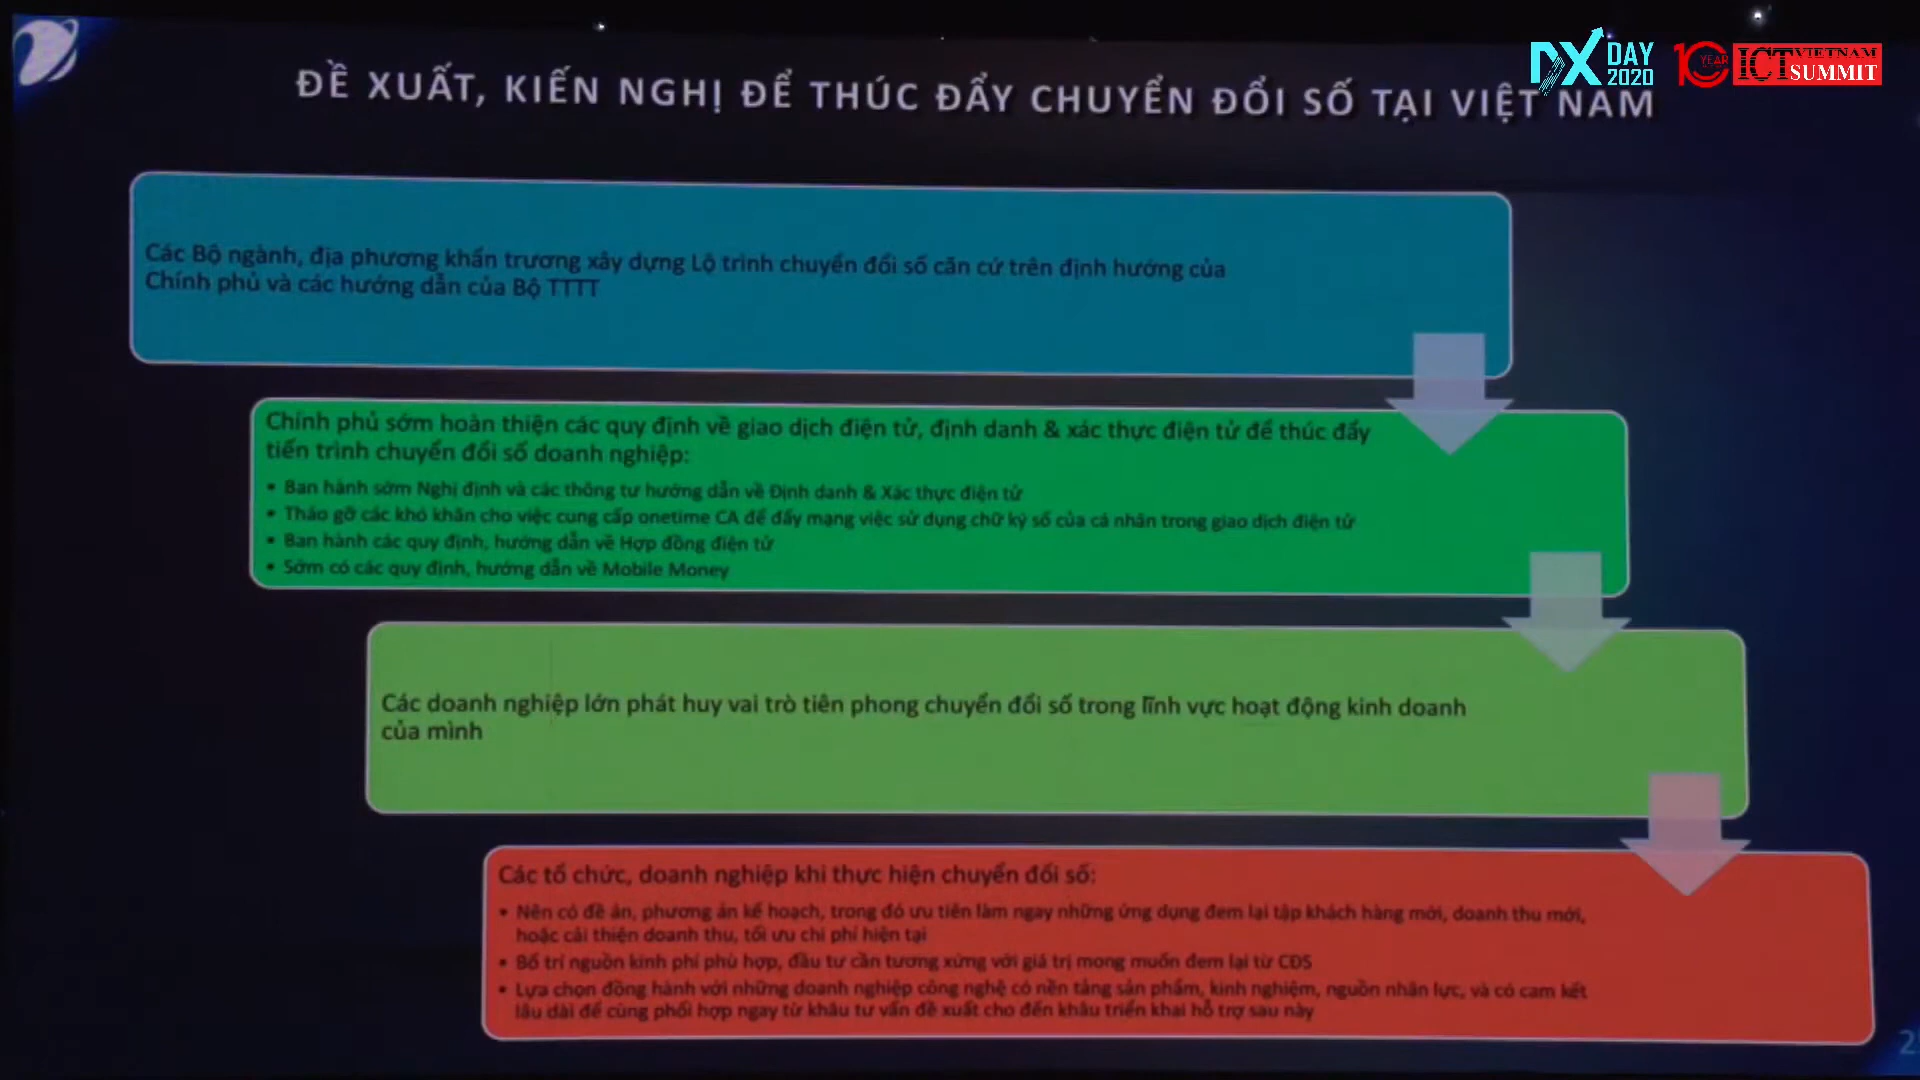 DX DAY 2020
10 YEAR ICT VIETNAM SUMMIT
ĐỀ XUẤT, KIẾN NGHỊ ĐỂ THÚC ĐẨY CHUYỂN ĐỔI SỐ TẠI VIỆT NAM
Các Bộ ngành, địa phương khẩn trương xây dựng Lộ trình chuyển đổi số căn cứ trên định hướng của
Chính phủ và các hướng dẫn của Bộ TTTT
Chính phủ sớm hoàn thiện các quy định về giao dịch điện tử, định danh & xác thực điện tử để thúc đẩy
tiến trình chuyển đổi số doanh nghiệp:
• Ban hành sớm Nghị định và các thông tư hướng dẫn về Định danh & Xác thực điện tử
• Tháo gỡ các khó khăn cho việc cung cấp onetime CA để đẩy mạng việc sử dụng chữ ký số của cá nhân trong giao dịch điện tử
• Ban hành các quy định, hướng dẫn về Hợp đồng điện tử
• Sớm có các quy định, hướng dẫn về Mobile Money
Các doanh nghiệp lớn phát huy vai trò tiên phong chuyển đổi số trong lĩnh vực hoạt động kinh doanh
của mình
Các tổ chức, doanh nghiệp khi thực hiện chuyển đổi số:
• Nên có đề án, phương án kế hoạch, trong đó ưu tiên làm ngay những ứng dụng đem lại tập khách hàng mới, doanh thu mới,
hoặc cải thiện doanh thu, tối ưu chi phí hiện tại
• Bố trí nguồn kinh phí phù hợp, đầu tư cần tương xứng với giá trị mong muốn đem lại từ CĐS
• Lựa chọn đồng hành với những doanh nghiệp công nghệ có nền tảng sản phẩm, kinh nghiệm, nguồn nhân lực, và có cam kết
lâu dài để cùng phối hợp ngay từ khâu tư vấn đề xuất cho đến khâu triển khai hỗ trợ sau này